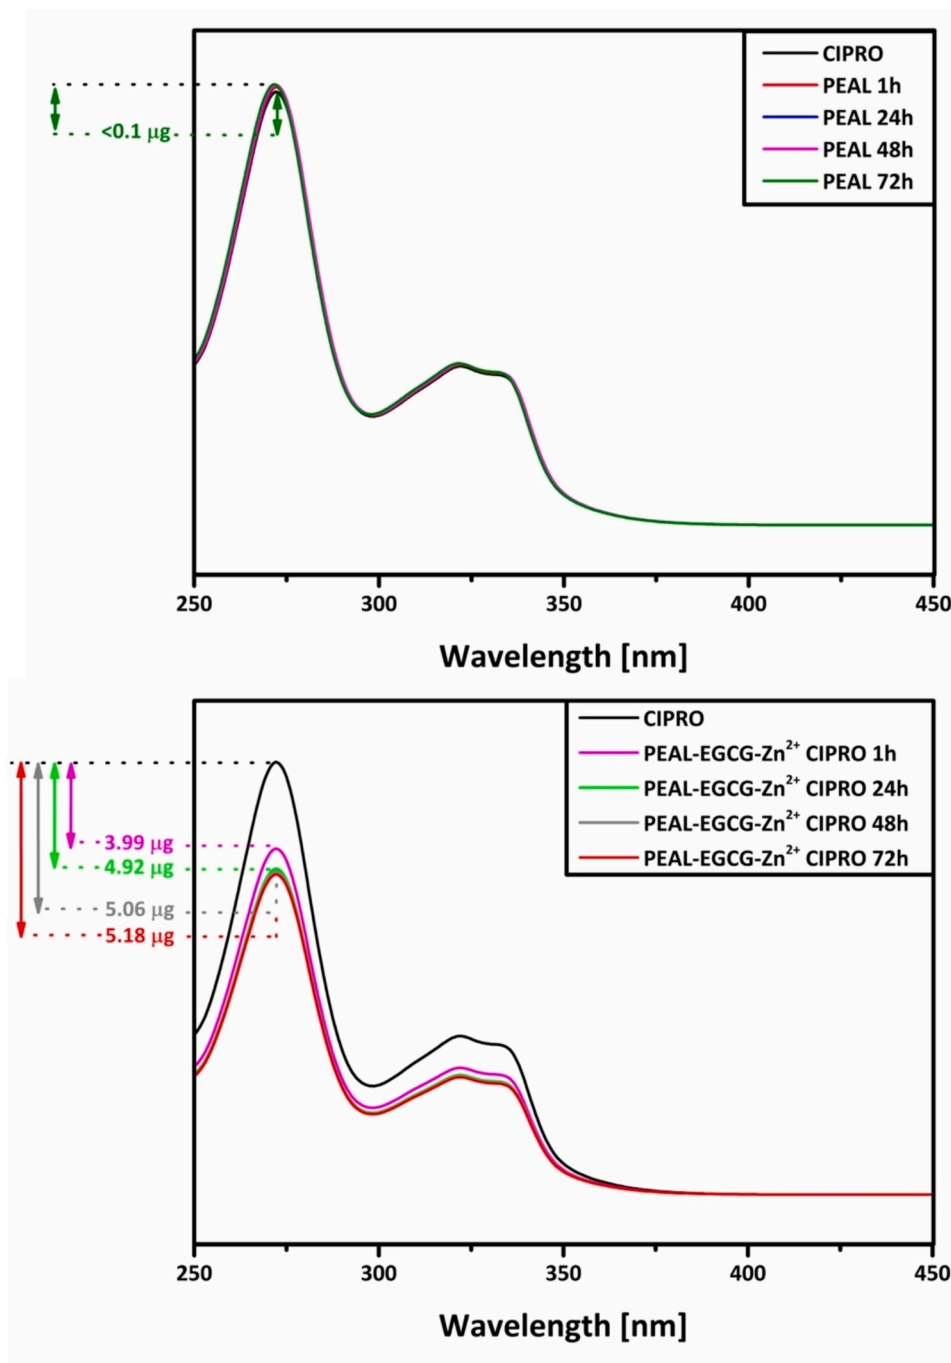 CIPRO
PEAL 1h
PEAL 24h
PEAL 48h
PEAL 72h
<0.1 µg
250 300 350 400 450
Wavelength [nm]
CIPRO
PEAL-EGCG-Zn²⁺ CIPRO 1h
PEAL-EGCG-Zn²⁺ CIPRO 24h
PEAL-EGCG-Zn²⁺ CIPRO 48h
PEAL-EGCG-Zn²⁺ CIPRO 72h
3.99 µg
4.92 µg
5.06 µg
5.18 µg
250 300 350 400 450
Wavelength [nm]